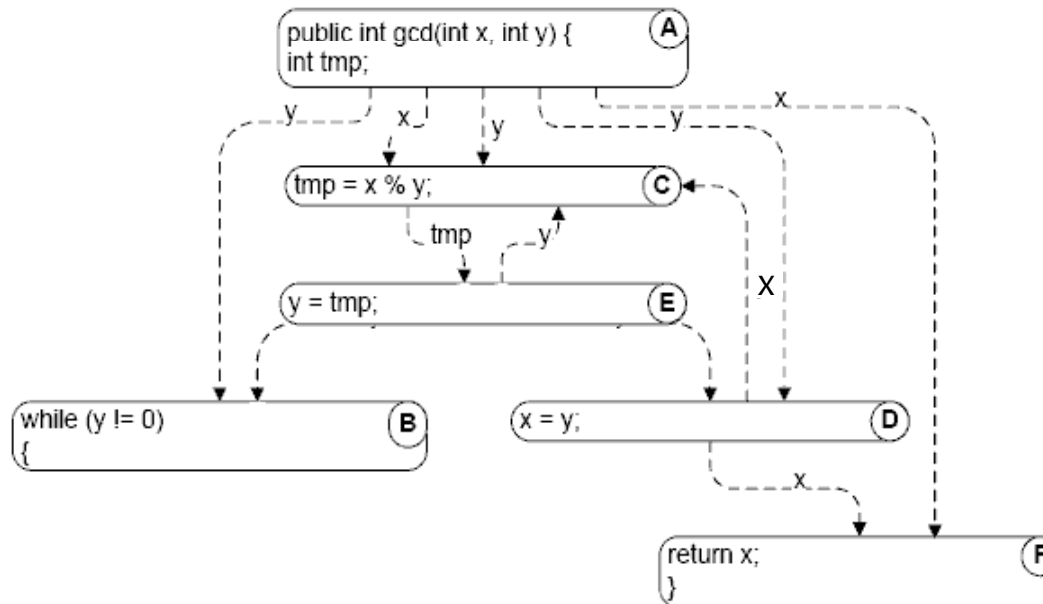 public int gcd(int x, int y) { A
int tmp;
y x y y x
tmp = x % y; C
tmp y
X
y = tmp; E
while (y != 0) B
{
x = y; D
x
return x; F
}